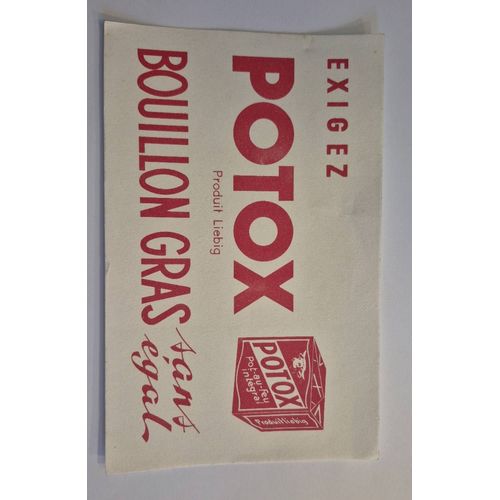 EXIGEZ
POTOX
Produit Liebig
BOUILLON GRAS sans égal
POTOX
pot-au-feu
intégral
Produit Liebig